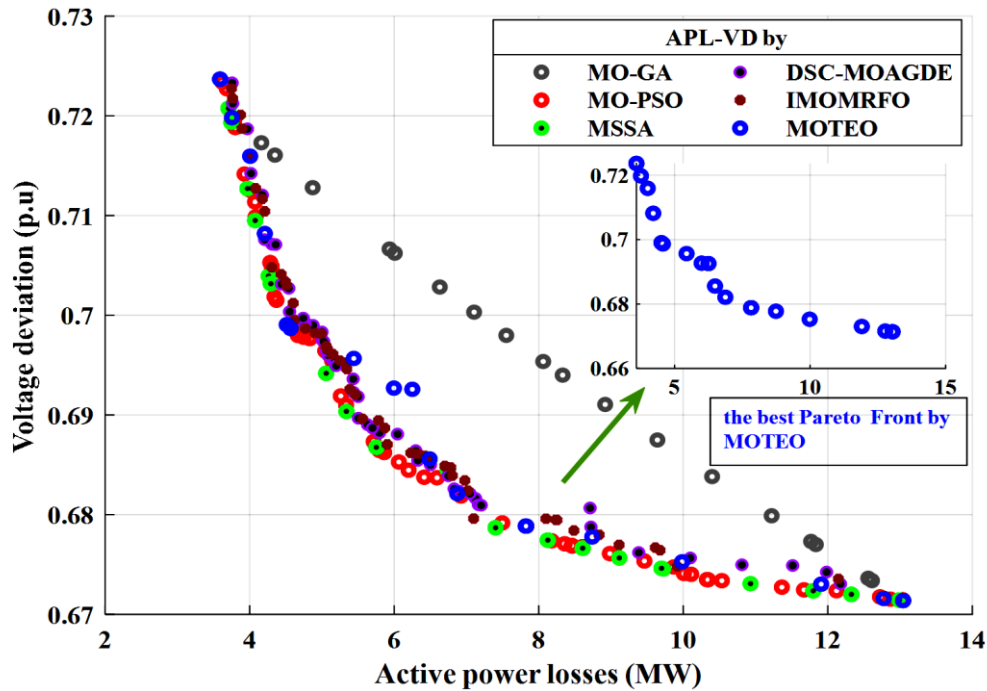 0.73
0.72
0.71
0.7
0.69
0.68
0.67
Voltage deviation (p.u)
APL-VD by
MO-GA
MO-PSO
MSSA
DSC-MOAGDE
IMOMRFO
MOTEO
0.72
0.7
0.68
0.66
5
10
15
the best Pareto Front by
MOTEO
2
4
6
8
10
12
14
Active power losses (MW)